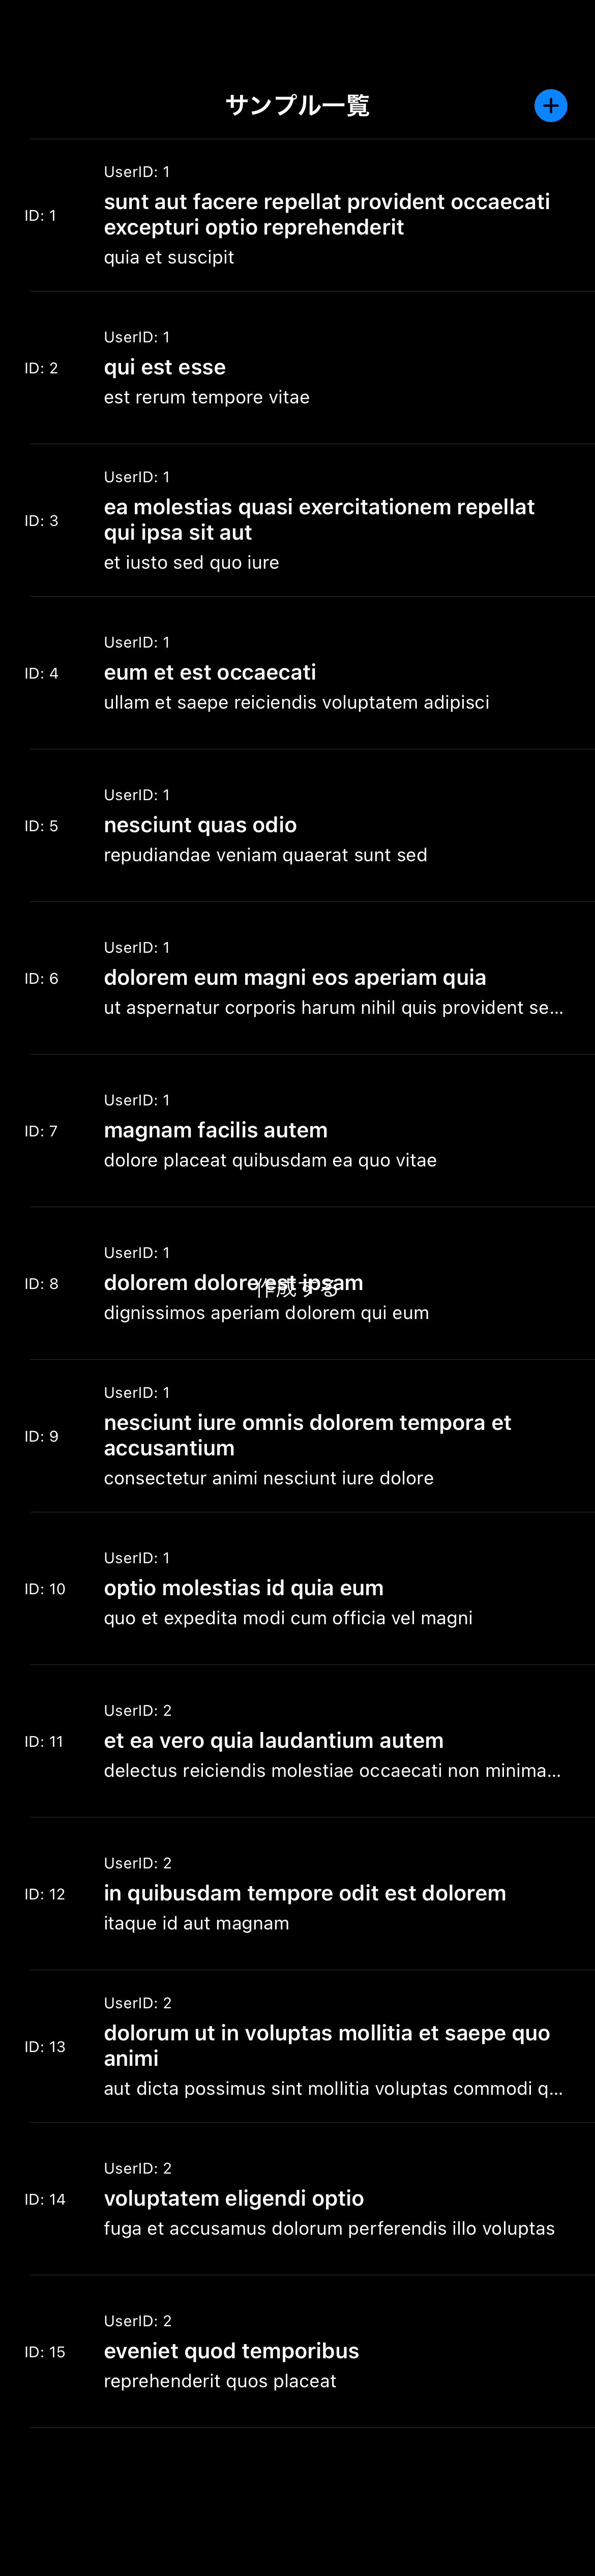 サンプル一覧
UserID: 1
ID: 1
sunt aut facere repellat provident occaecati
excepturi optio reprehenderit
quia et suscipit
UserID: 1
ID: 2
qui est esse
est rerum tempore vitae
UserID: 1
ID: 3
ea molestias quasi exercitationem repellat
qui ipsa sit aut
et iusto sed quo iure
UserID: 1
ID: 4
eum et est occaecati
ullam et saepe reiciendis voluptatem adipisci
UserID: 1
ID: 5
nesciunt quas odio
repudiandae veniam quaerat sunt sed
UserID: 1
ID: 6
dolorem eum magni eos aperiam quia
ut aspernatur corporis harum nihil quis provident se...
UserID: 1
ID: 7
magnam facilis autem
dolore placeat quibusdam ea quo vitae
UserID: 1
ID: 8
dolorem dolore est ipsam
作成する
dignissimos aperiam dolorem qui eum
UserID: 1
ID: 9
nesciunt iure omnis dolorem tempora et
accusantium
consectetur animi nesciunt iure dolore
UserID: 1
ID: 10
optio molestias id quia eum
quo et expedita modi cum officia vel magni
UserID: 2
ID: 11
et ea vero quia laudantium autem
delectus reiciendis molestiae occaecati non minima...
UserID: 2
ID: 12
in quibusdam tempore odit est dolorem
itaque id aut magnam
UserID: 2
ID: 13
dolorum ut in voluptas mollitia et saepe quo
animi
aut dicta possimus sint mollitia voluptas commodi q...
UserID: 2
ID: 14
voluptatem eligendi optio
fuga et accusamus dolorum perferendis illo voluptas
UserID: 2
ID: 15
eveniet quod temporibus
reprehenderit quos placeat